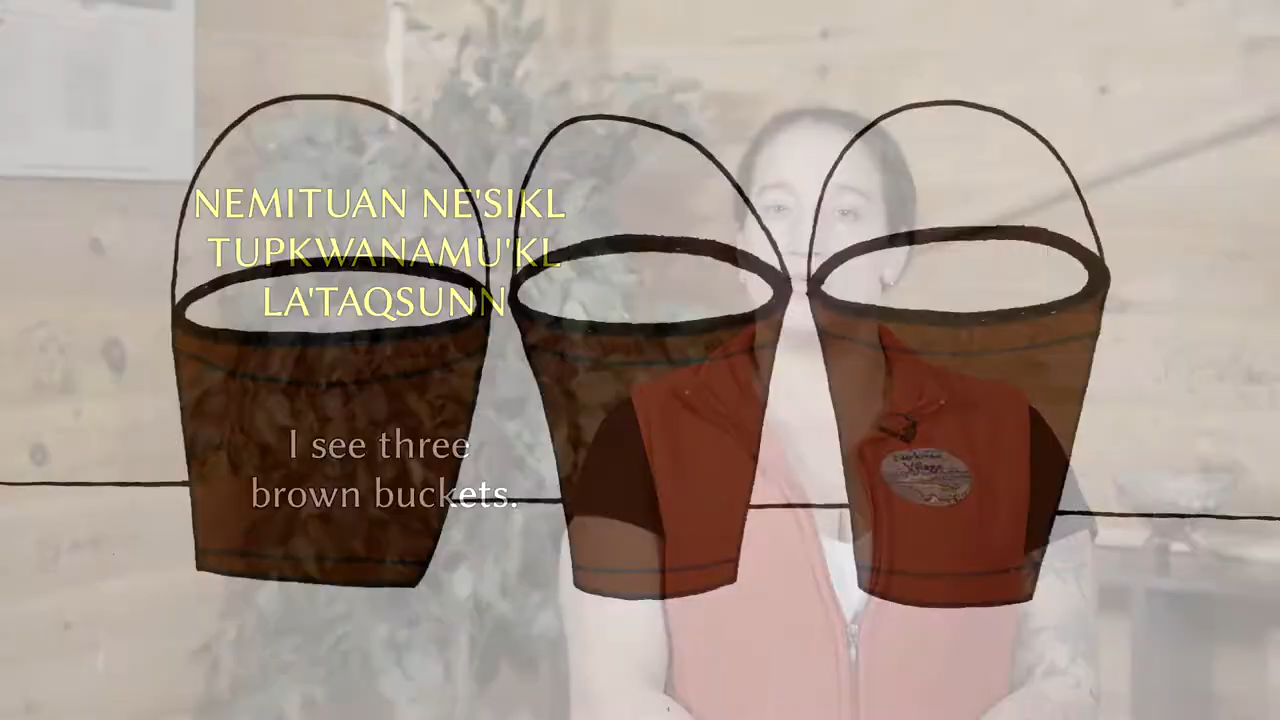 NEMITUAN NE'SIKL
TUPKWANAMU'KL
LA'TAQSUNN
I see three
brown buckets.